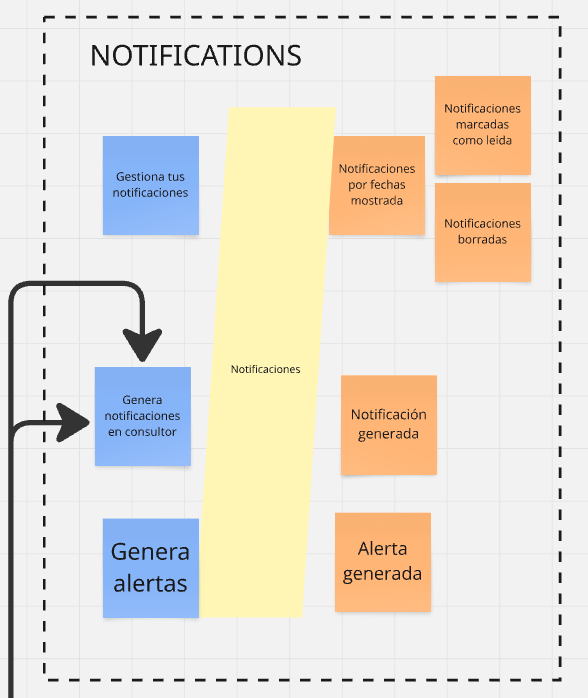 NOTIFICATIONS
Gestiona tus
notificaciones
Notificaciones
por fechas
mostrada
Notificaciones
marcadas
como leida
Notificaciones
borradas
Notificaciones
Genera
notificaciones
en consultor
Notificación
generada
Genera
alertas
Alerta
generada